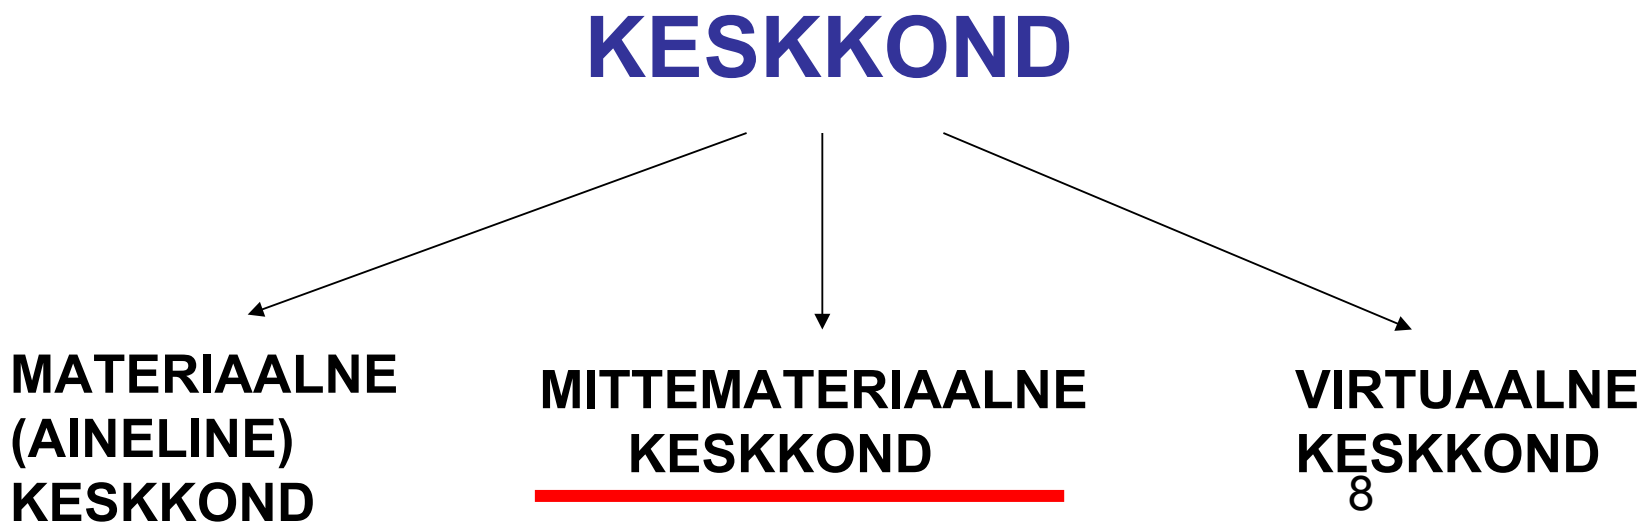 KESKKOND
MATERIAALNE
(AINELINE)
KESKKOND
MITTEMATERIAALNE
KESKKOND
VIRTUAALNE
KESKKOND
8